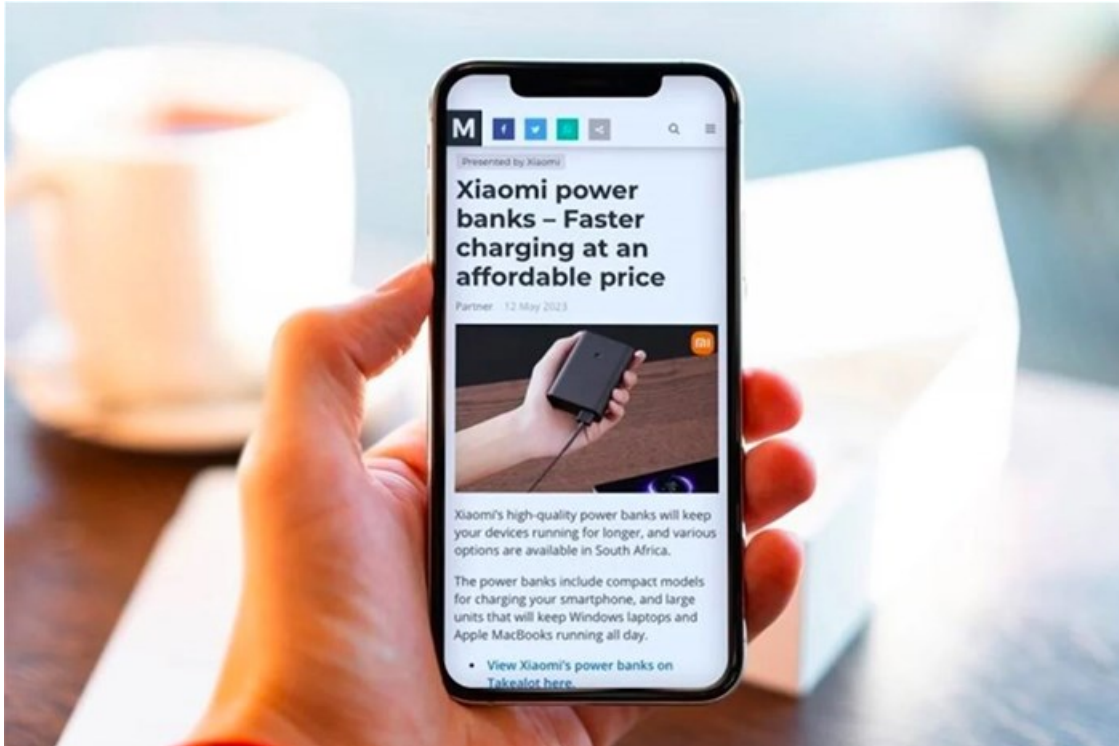 M
Presented by Xiaomi
Xiaomi power
banks – Faster
charging at an
affordable price
Partner 12 May 2023
mi
Xiaomi's high-quality power banks will keep
your devices running for longer, and various
options are available in South Africa.
The power banks include compact models
for charging your smartphone, and large
units that will keep Windows laptops and
Apple MacBooks running all day.
• View Xiaomi's power banks on
Takealot here.